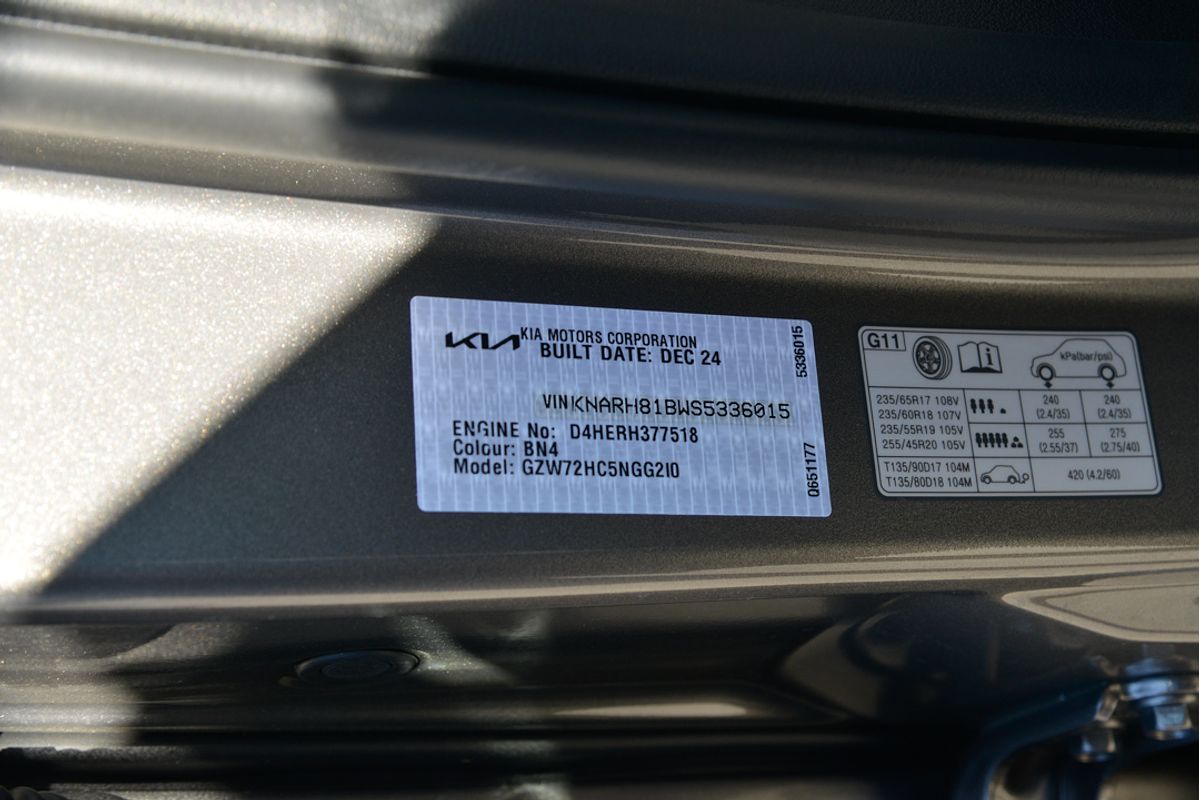 KIA KIA MOTORS CORPORATION
BUILT DATE: DEC 24
VIN KNARH81BWS5336015
ENGINE No: D4HERH377518
Colour: BN4
Model: GZW72HC5NGG2I0
5336015
Q651177
G11
i
kPa(bar/psi)
235/65R17 108V
235/60R18 107V
235/55R19 105V
255/45R20 105V
240
(2.4/35)
240
(2.4/35)
255
(2.55/37)
275
(2.75/40)
T135/90D17 104M
T135/80D18 104M
420 (4.2/60)